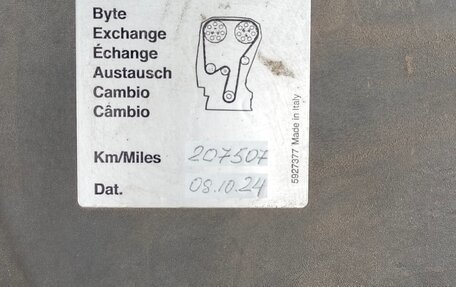 Byte
Exchange
Échange
Austausch
Cambio
Câmbio
Km/Miles 207507
Dat. 08.10.24
5927377 Made in Italy